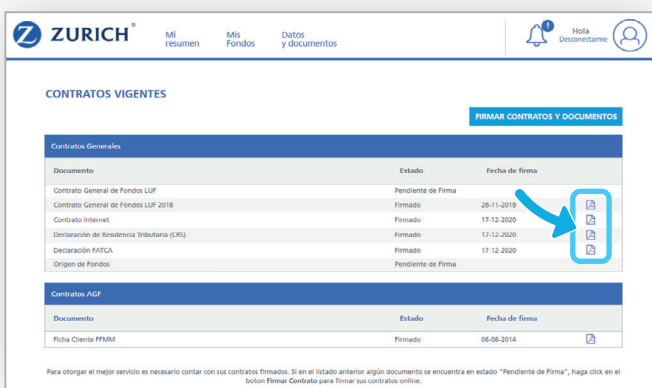 ZURICH®
Mi resumen
Mis Fondos
Datos y documentos
Hola
Desconectarme
CONTRATOS VIGENTES
FIRMAR CONTRATOS Y DOCUMENTOS
Contratos Generales
Documento Estado Fecha de firma
Contrato General de Fondos LUF Pendiente de Firma
Contrato General de Fondos LUF 2018 Firmado 28-11-2018
Contrato Internet Firmado 17-12-2020
Declaración de Residencia Tributaria (CRS) Firmado 17-12-2020
Declaración FATCA Firmado 17-12-2020
Origen de Fondos Pendiente de Firma
Contratos AGF
Documento Estado Fecha de firma
Ficha Cliente FFMM Firmado 06-06-2014
Para otorgar el mejor servicio es necesario contar con sus contratos firmados. Si en el listado anterior algún documento se encuentra en estado "Pendiente de Firma", haga click en el
boton Firmar Contrato para firmar sus contratos online.